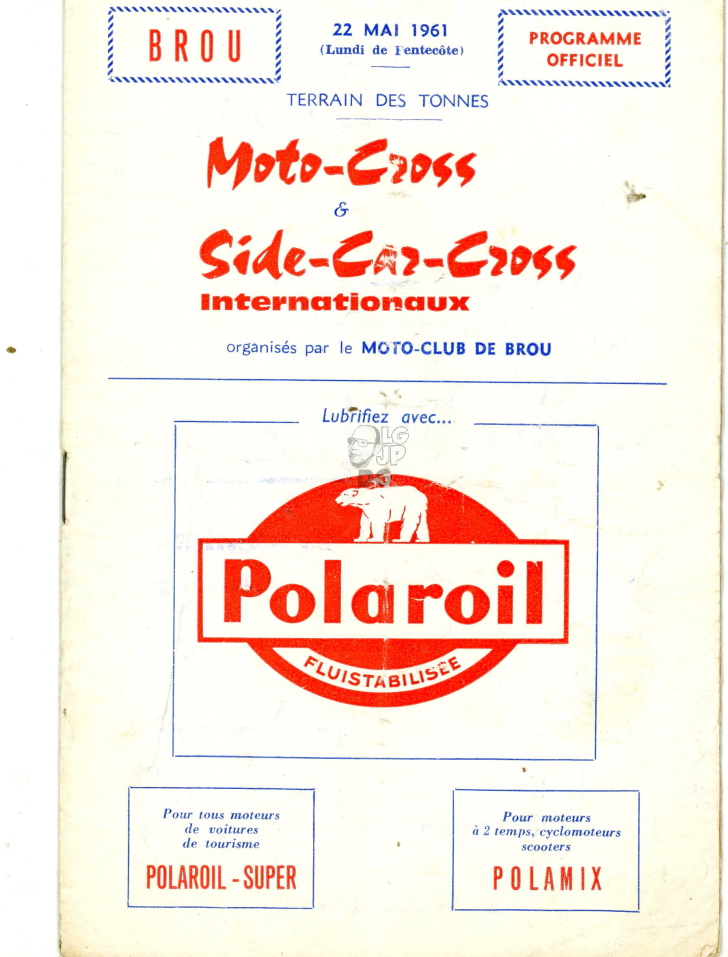 BROU
22 MAI 1961
(Lundi de Pentecôte)
PROGRAMME
OFFICIEL
TERRAIN DES TONNES
Moto-Cross
&
Side-Car-Cross
Internationaux
organisés par le MOTO-CLUB DE BROU
Lubrifiez avec...
LG
JP
Polaroil
FLUISTABILISÉE
Pour tous moteurs
de voitures
de tourisme
POLAROIL - SUPER
Pour moteurs
à 2 temps, cyclomoteurs
scooters
POLAMIX